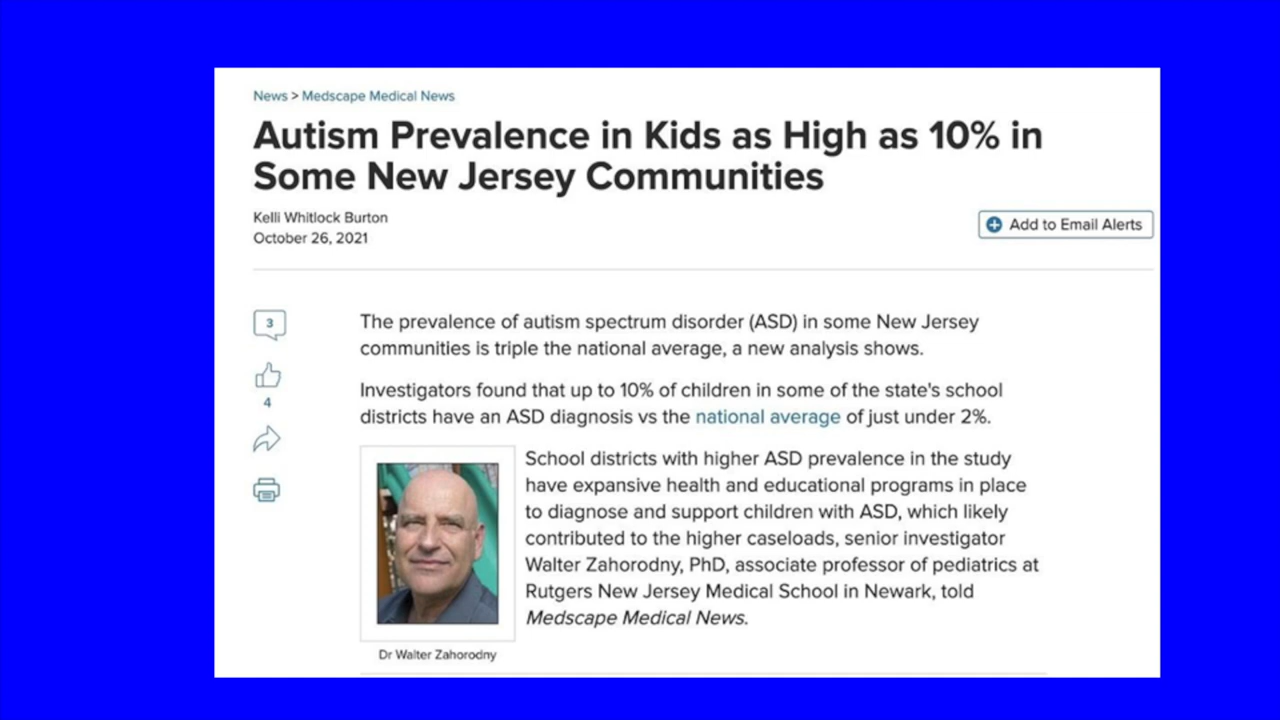 News > Medscape Medical News
Autism Prevalence in Kids as High as 10% in
Some New Jersey Communities
Kelli Whitlock Burton
October 26, 2021
Add to Email Alerts
3
4
The prevalence of autism spectrum disorder (ASD) in some New Jersey
communities is triple the national average, a new analysis shows.
Investigators found that up to 10% of children in some of the state's school
districts have an ASD diagnosis vs the national average of just under 2%.
School districts with higher ASD prevalence in the study
have expansive health and educational programs in place
to diagnose and support children with ASD, which likely
contributed to the higher caseloads, senior investigator
Walter Zahorodny, PhD, associate professor of pediatrics at
Rutgers New Jersey Medical School in Newark, told
Medscape Medical News.
Dr Walter Zahorodny